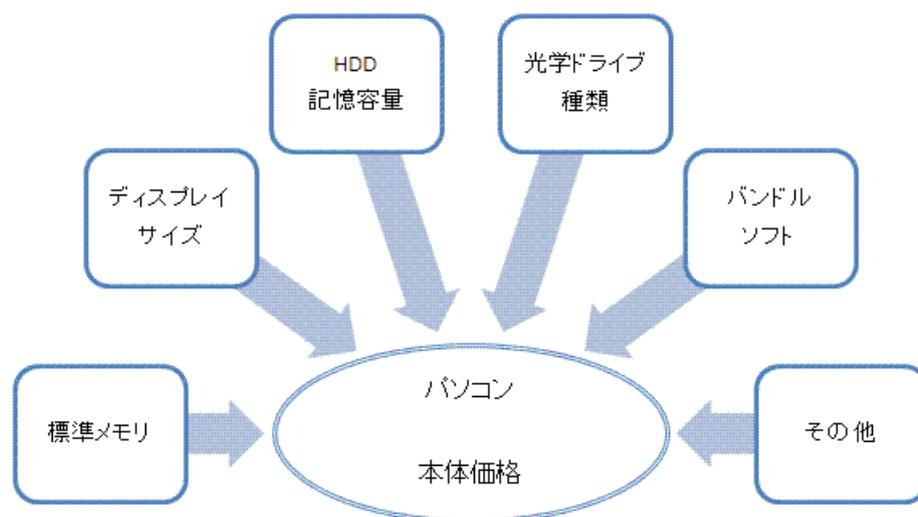 HDD
記憶容量
光学ドライブ
種類
ディスプレイ
サイズ
バンドル
ソフト
標準メモリ
パソコン
本体価格
その他